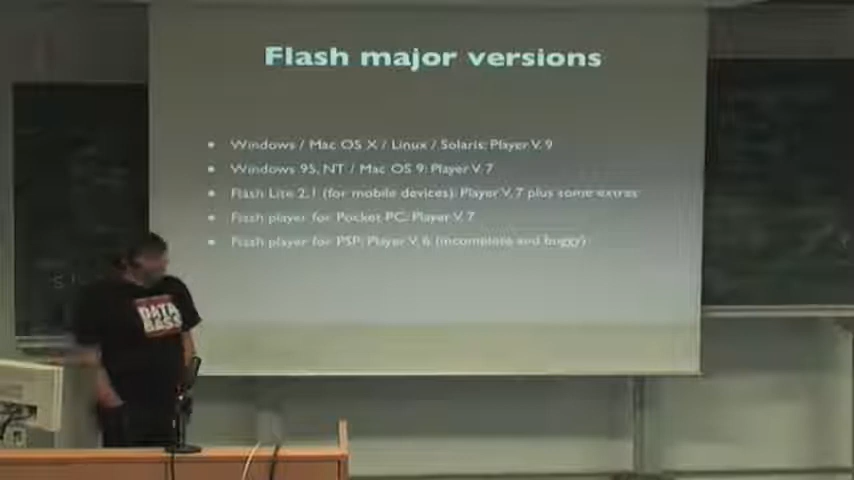 Flash major versions
Windows / Mac OS X / Linux / Solaris: Player V. 9
Windows 95, NT / Mac OS 9: Player V. 7
Flash Lite 2.1 (for mobile devices): Player V. 7 plus some extras
Flash player for Pocket PC: Player V. 7
Flash player for PSP: Player V. 6 (incomplete and buggy)
DATA
BASS